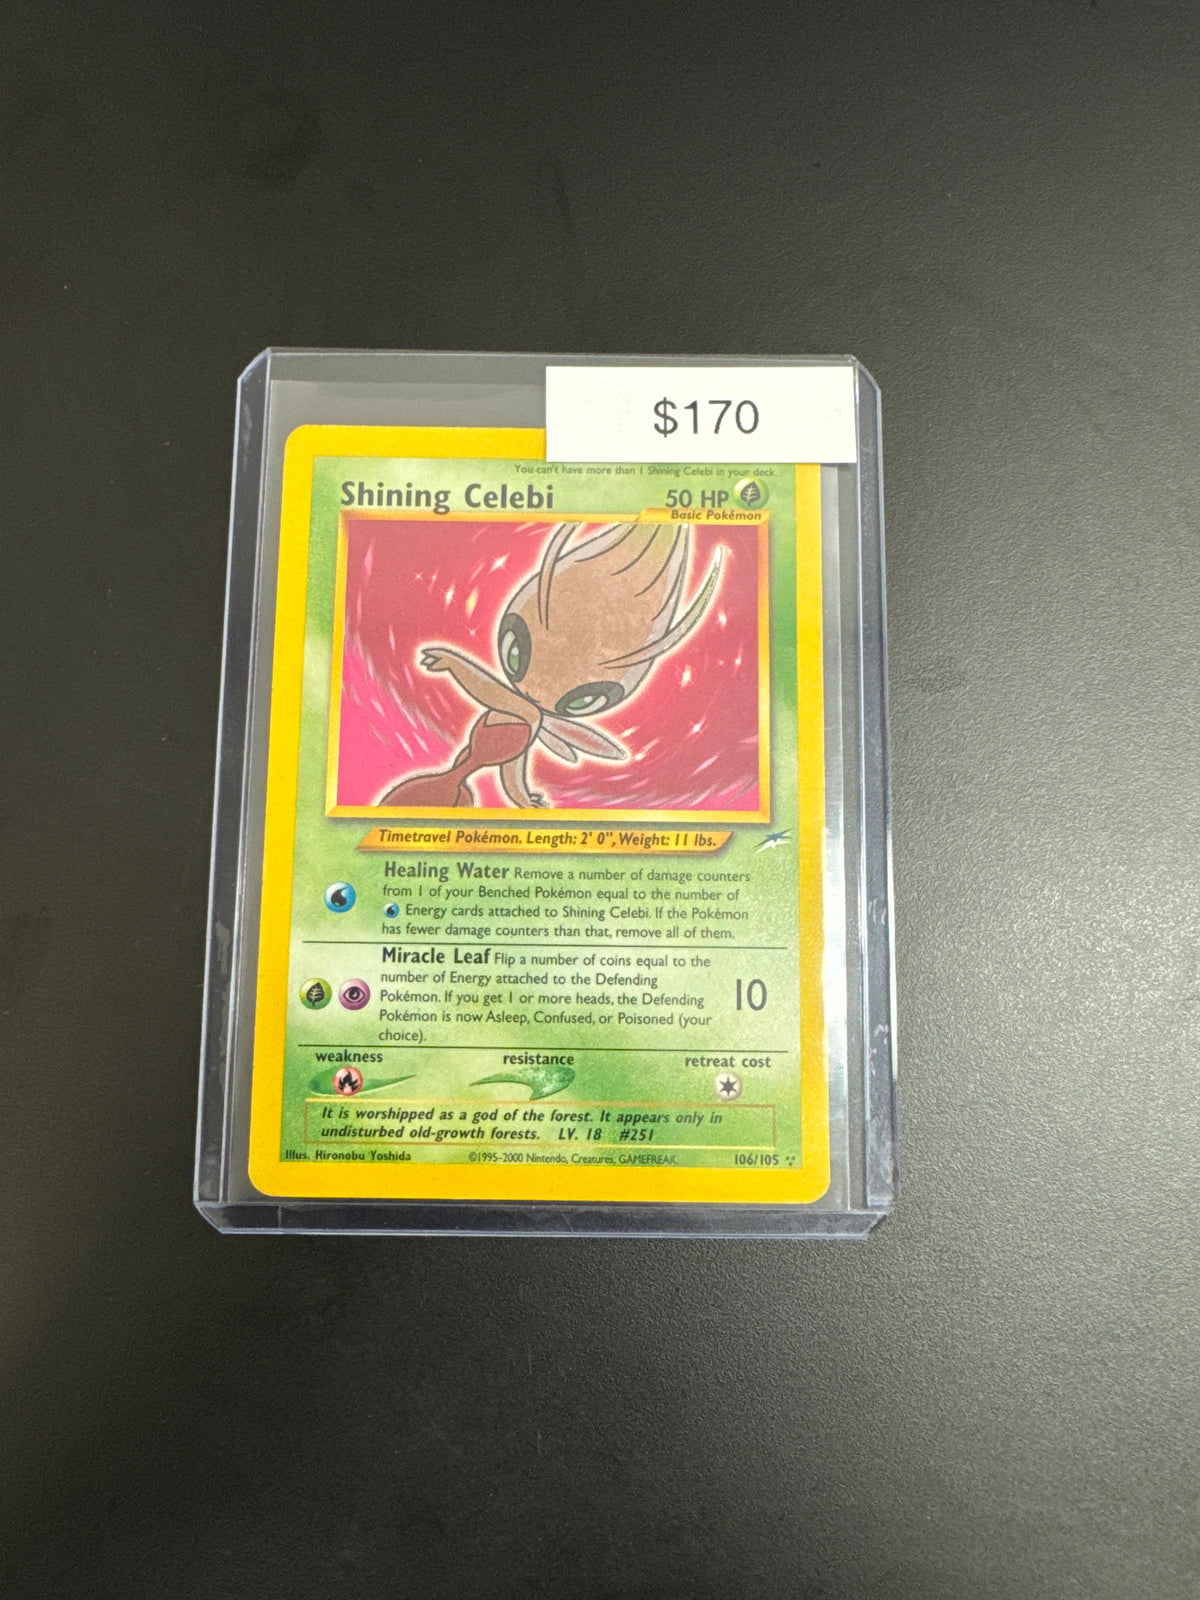 $170
You can't have more than 1 Shining Celebi in your deck.
Shining Celebi 50 HP
Basic Pokémon
Timetravel Pokémon. Length: 2' 0", Weight: 11 lbs.
Healing Water Remove a number of damage counters
from 1 of your Benched Pokémon equal to the number of
Energy cards attached to Shining Celebi. If the Pokémon
has fewer damage counters than that, remove all of them.
Miracle Leaf Flip a number of coins equal to the
number of Energy attached to the Defending
Pokémon. If you get 1 or more heads, the Defending
Pokémon is now Asleep, Confused, or Poisoned (your
choice).
10
weakness resistance retreat cost
It is worshipped as a god of the forest. It appears only in
undisturbed old-growth forests. LV. 18 #251
Illus. Hironobu Yoshida ©1995-2000 Nintendo, Creatures, GAMEFREAK. 106/105